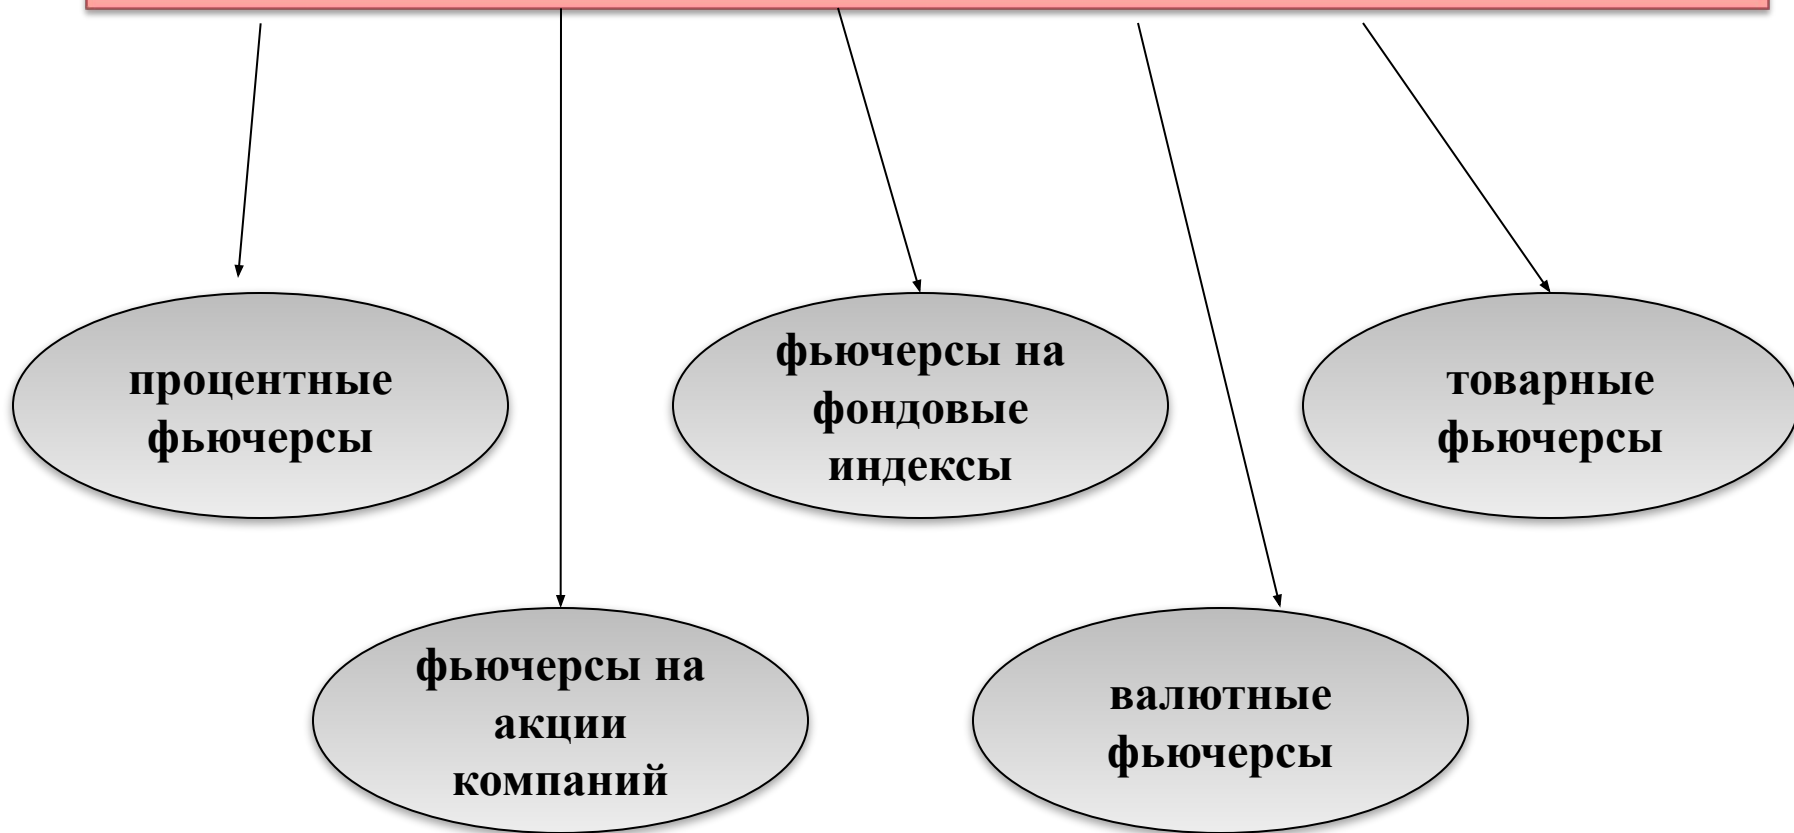 процентные
фьючерсы
фьючерсы на
фондовые
индексы
товарные
фьючерсы
фьючерсы на
акции
компаний
валютные
фьючерсы